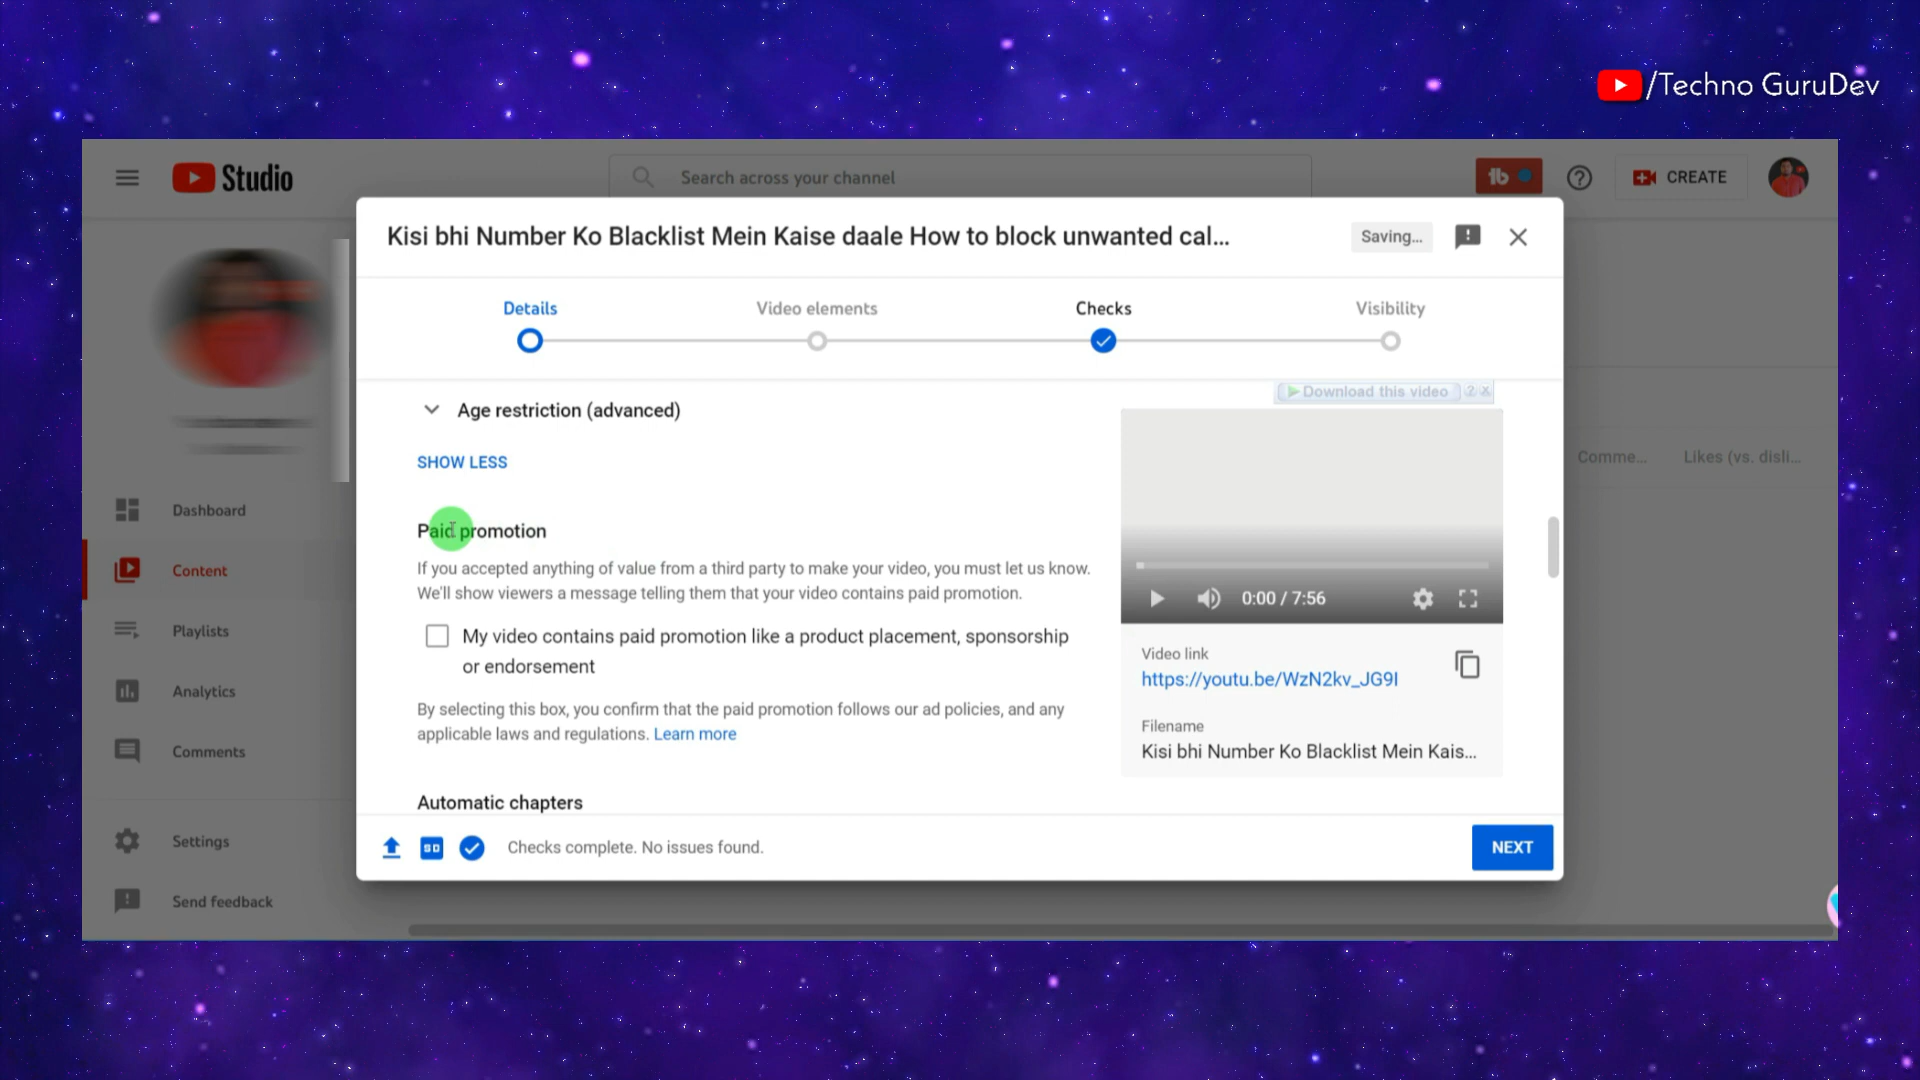 /Techno GuruDev
Studio
Search across your channel
CREATE
Kisi bhi Number Ko Blacklist Mein Kaise daale How to block unwanted cal...
Saving...
Details
Video elements
Checks
Visibility
Download this video
Age restriction (advanced)
SHOW LESS
Comme...
Likes (vs. disli...
Dashboard
Paid promotion
Content
If you accepted anything of value from a third party to make your video, you must let us know.
We'll show viewers a message telling them that your video contains paid promotion.
0:00 / 7:56
Playlists
My video contains paid promotion like a product placement, sponsorship
or endorsement
Video link
https://youtu.be/WzN2kv_JG9I
Analytics
By selecting this box, you confirm that the paid promotion follows our ad policies, and any
applicable laws and regulations. Learn more
Filename
Kisi bhi Number Ko Blacklist Mein Kais...
Comments
Automatic chapters
Settings
SD
Checks complete. No issues found.
NEXT
Send feedback